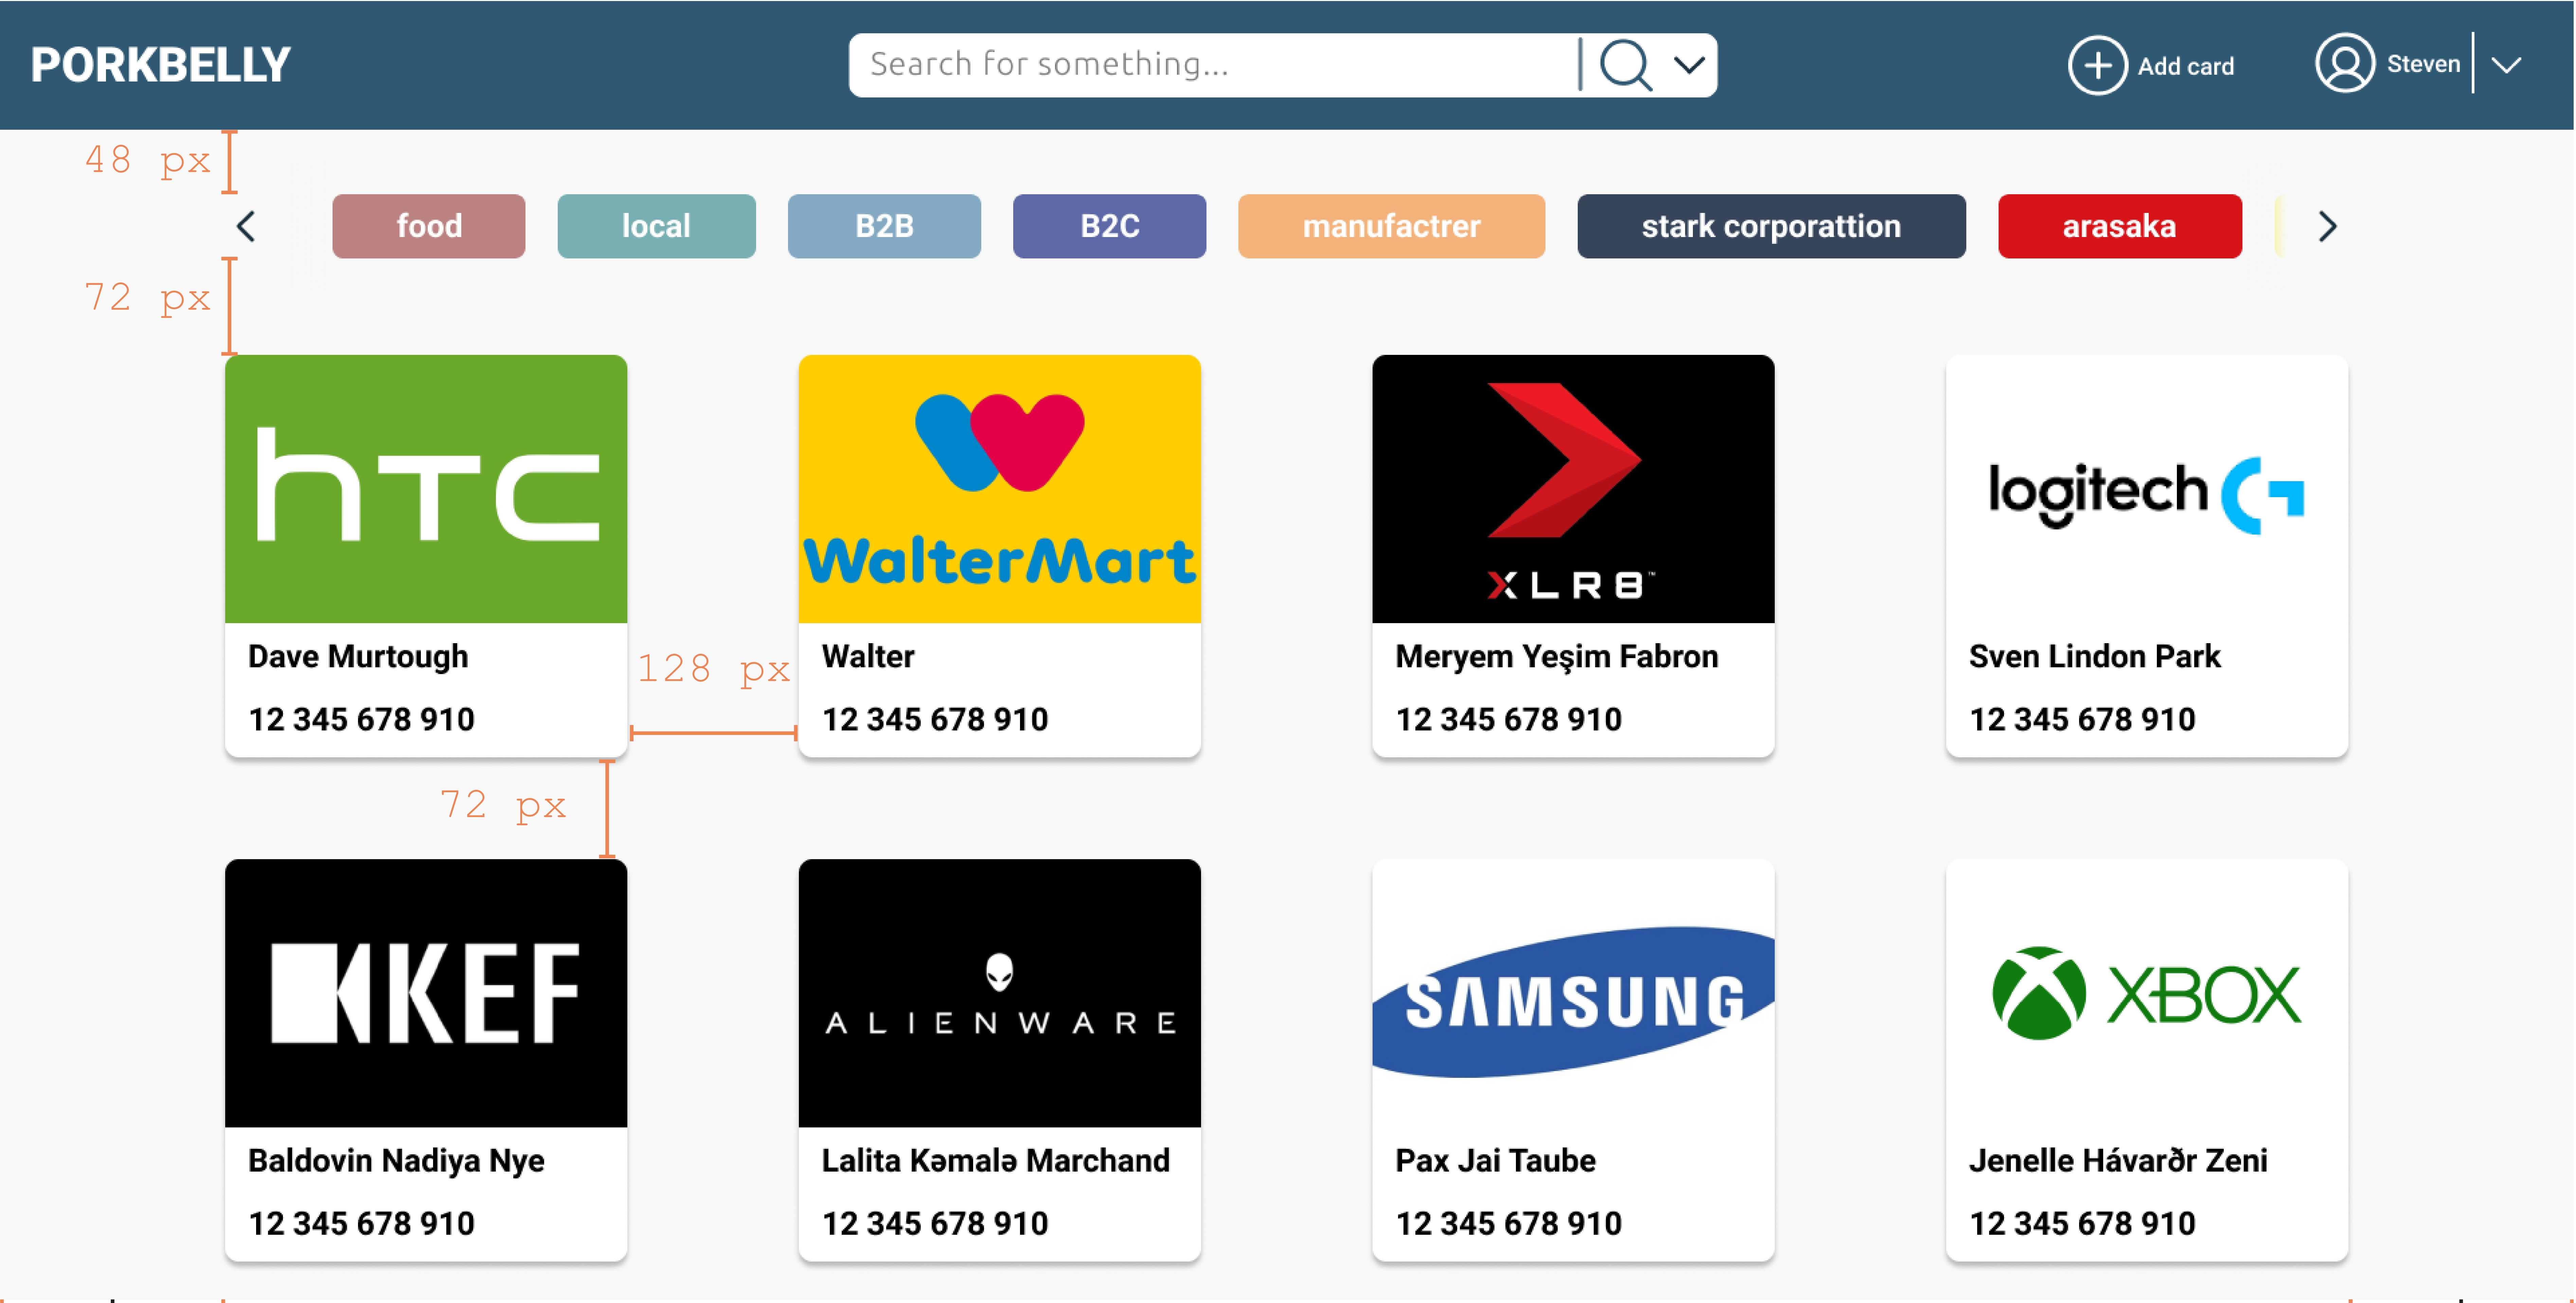 PORKBELLY
Search for something...
Add card
Steven
48 px
food
local
B2B
B2C
manufactrer
stark corporattion
arasaka
72 px
hTC
WalterMart
XLR8™
logitech G
Dave Murtough
12 345 678 910
128 px
Walter
12 345 678 910
Meryem Yeşim Fabron
12 345 678 910
Sven Lindon Park
12 345 678 910
72 px
KEF
ALIENWARE
SAMSUNG
XBOX
Baldovin Nadiya Nye
12 345 678 910
Lalita Kəmalə Marchand
12 345 678 910
Pax Jai Taube
12 345 678 910
Jenelle Hávarðr Zeni
12 345 678 910